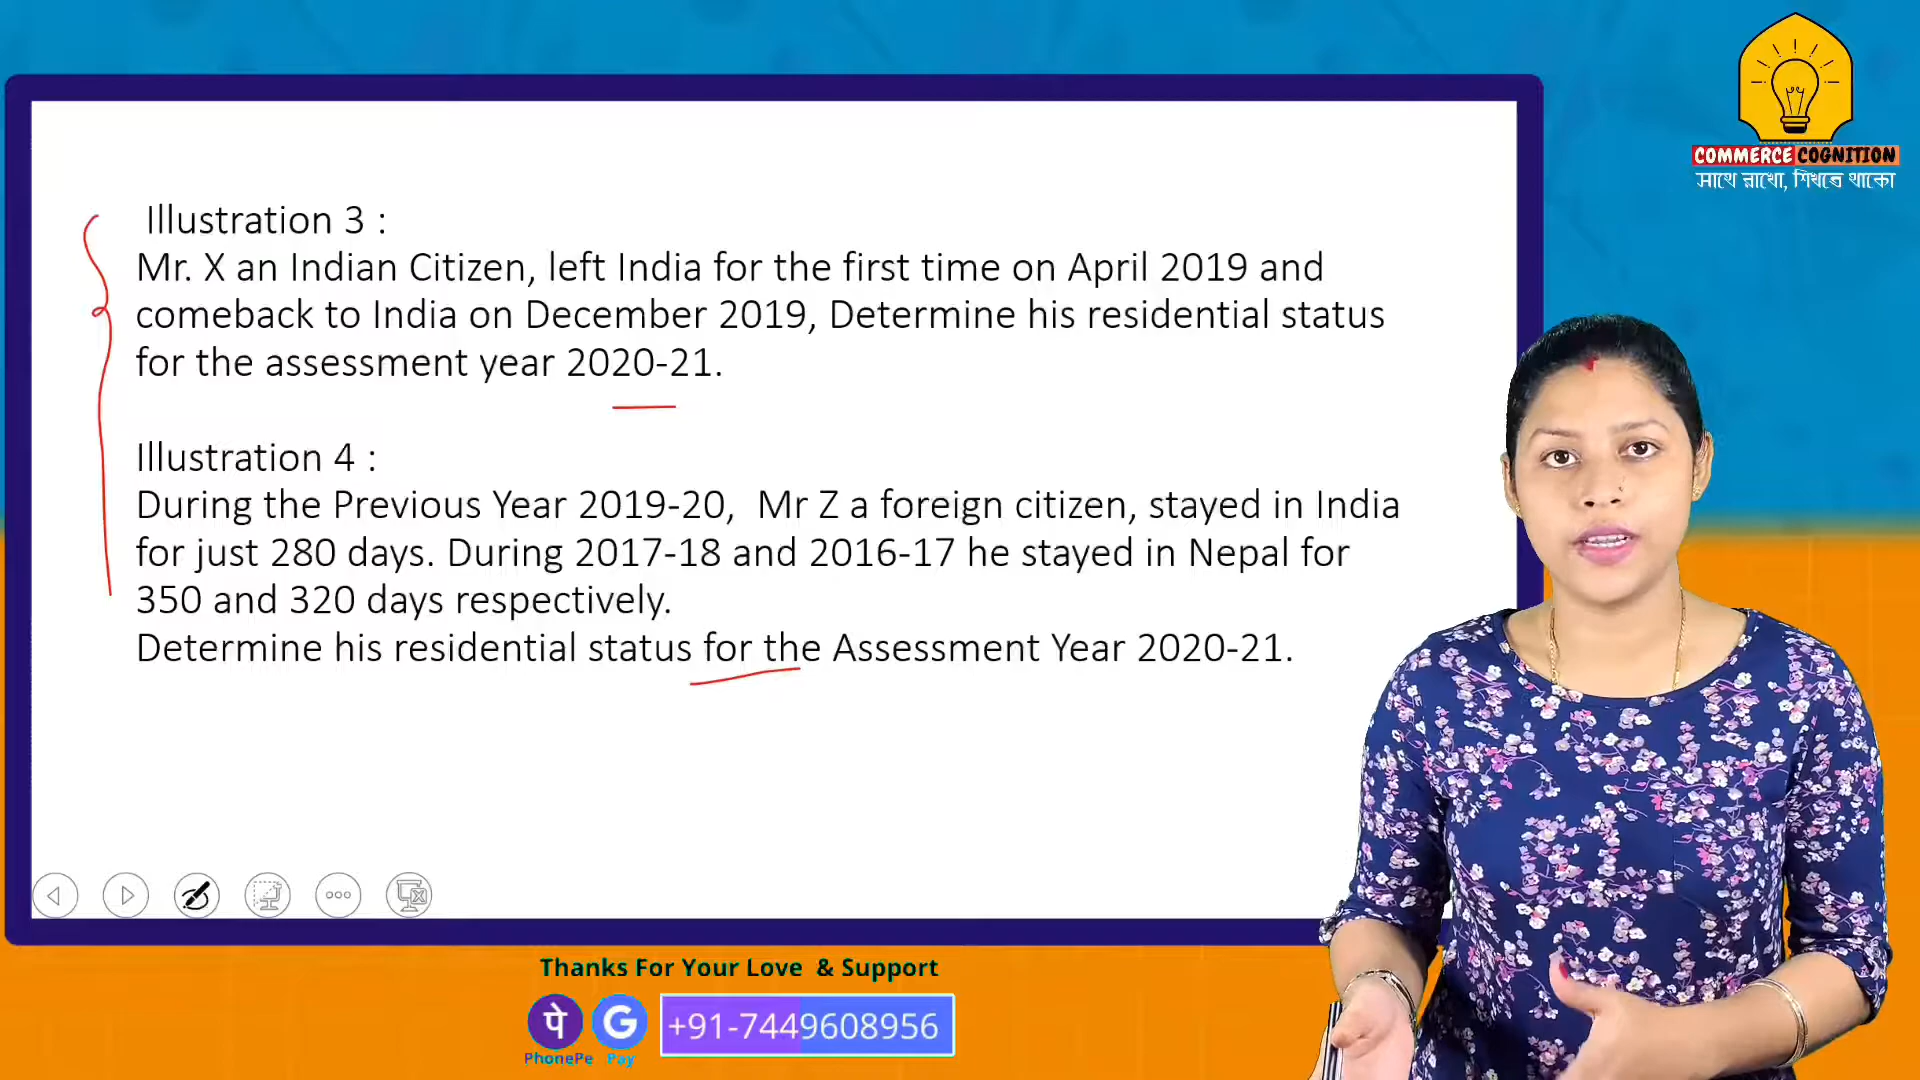 COMMERCE COGNITION
সাথে রাখো, শিখতে থাকো
Illustration 3 :
Mr. X an Indian Citizen, left India for the first time on April 2019 and
comeback to India on December 2019, Determine his residential status
for the assessment year 2020-21.
Illustration 4 :
During the Previous Year 2019-20, Mr Z a foreign citizen, stayed in India
for just 280 days. During 2017-18 and 2016-17 he stayed in Nepal for
350 and 320 days respectively.
Determine his residential status for the Assessment Year 2020-21.
Thanks For Your Love & Support
पे G +91-7449608956
PhonePe Pay